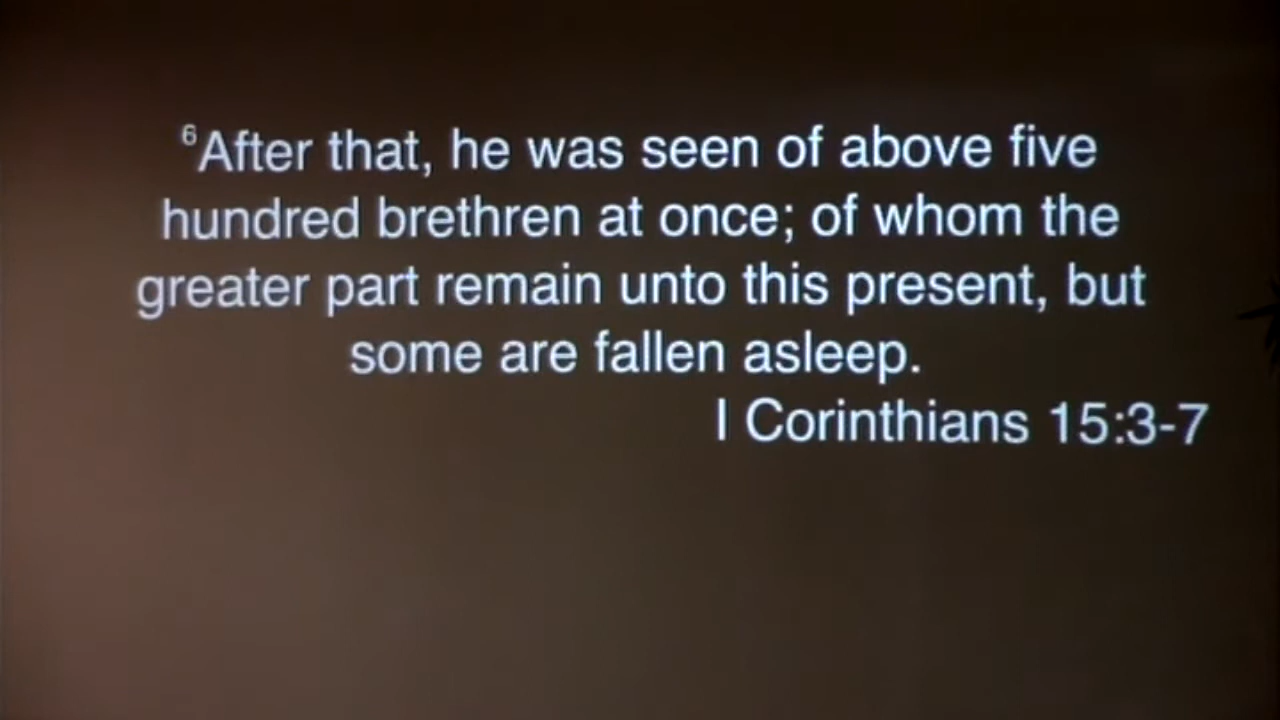 ⁶After that, he was seen of above five
hundred brethren at once; of whom the
greater part remain unto this present, but
some are fallen asleep.
I Corinthians 15:3-7